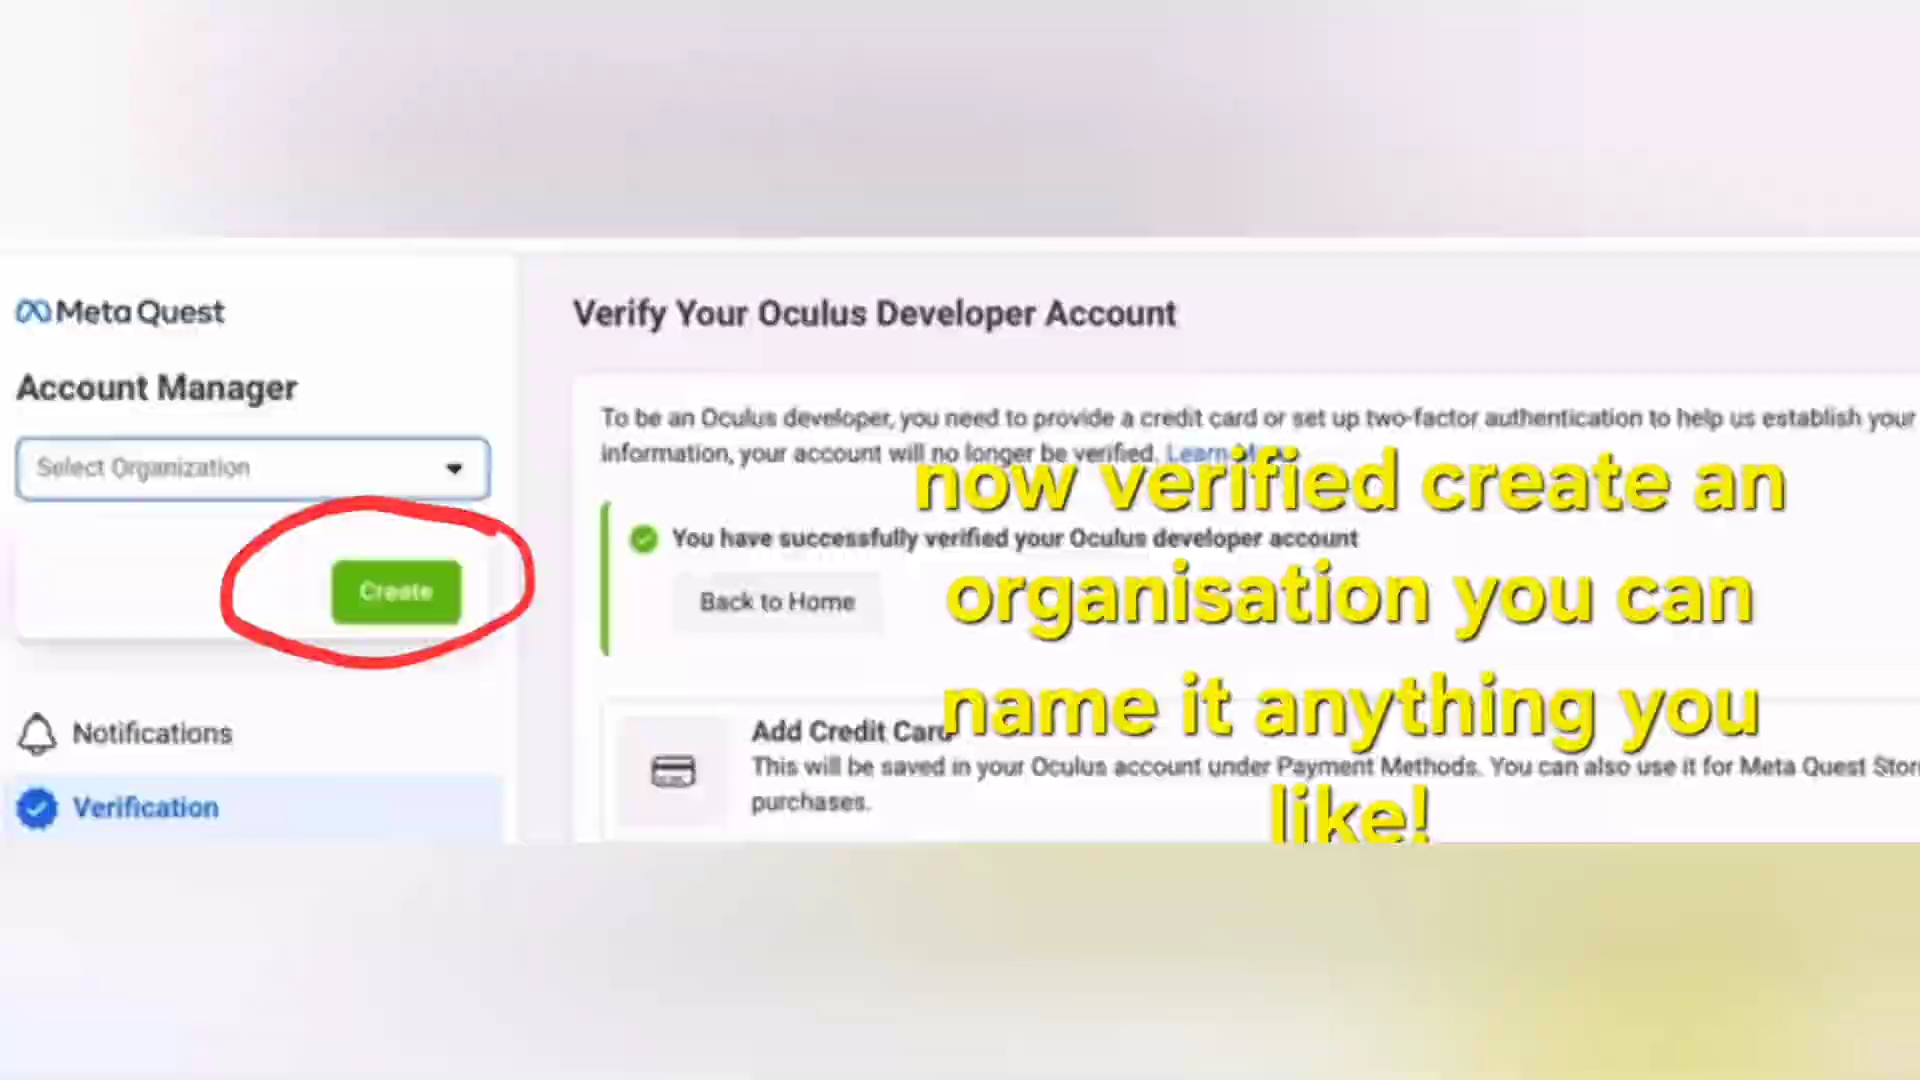 Meta Quest
Account Manager
Select Organization
Create
Notifications
Verification
Verify Your Oculus Developer Account
To be an Oculus developer, you need to provide a credit card or set up two-factor authentication to help us establish your
information, your account will no longer be verified. Learn
You have successfully verified your Oculus developer account
Back to Home
Add Credit Card
This will be saved in your Oculus account under Payment Methods. You can also use it for Meta Quest Stor
purchases.
now verified create an
organisation you can
name it anything you
like!